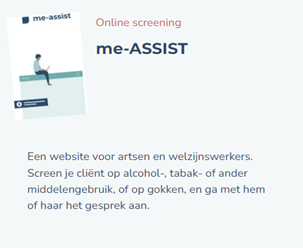 me-assist
Online screening
me-ASSIST
Een website voor artsen en welzijnswerkers.
Screen je cliënt op alcohol-, tabak- of ander
middelengebruik, of op gokken, en ga met hem
of haar het gesprek aan.